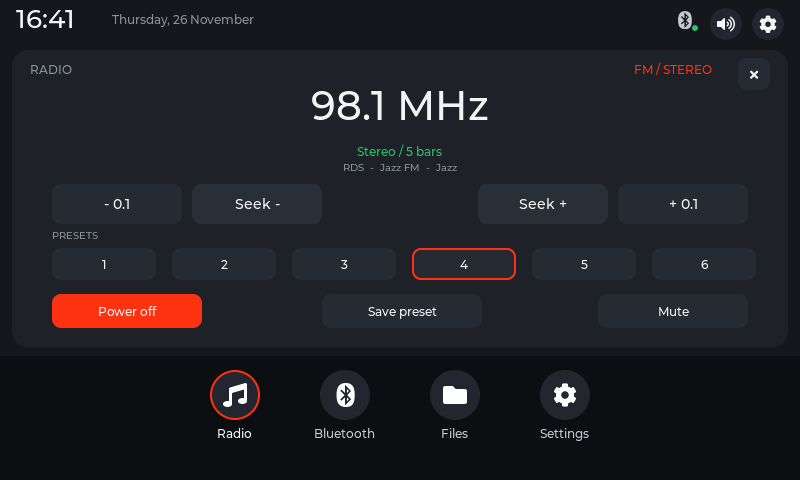 16:41 Thursday, 26 November
RADIO FM / STEREO
98.1 MHz
Stereo / 5 bars
RDS - Jazz FM - Jazz
- 0.1 Seek - Seek + + 0.1
PRESETS
1 2 3 4 5 6
Power off Save preset Mute
Radio Bluetooth Files Settings